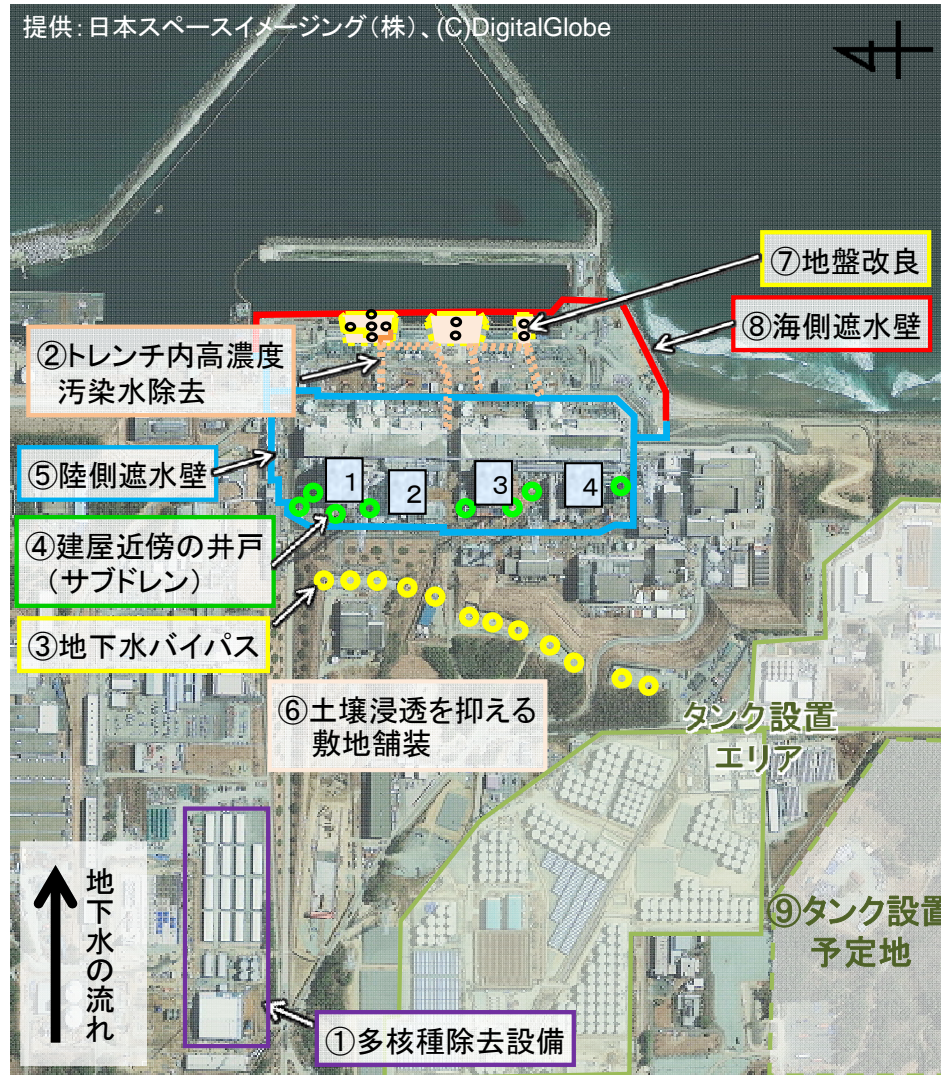 提供：日本スペースイメージング（株）、(C)DigitalGlobe
⑦地盤改良
⑧海側遮水壁
②トレンチ内高濃度
汚染水除去
⑤陸側遮水壁
1
2
3
4
④建屋近傍の井戸
（サブドレン）
③地下水バイパス
⑥土壌浸透を抑える
敷地舗装
タンク設置
エリア
地下水の流れ
⑨タンク設置
予定地
①多核種除去設備